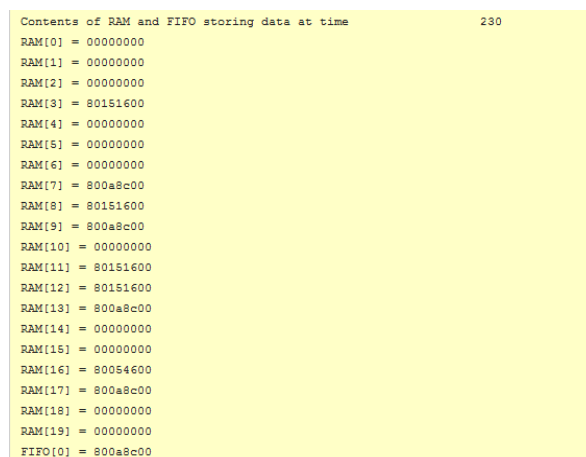 Contents of RAM and FIFO storing data at time 230
RAM[0] = 00000000
RAM[1] = 00000000
RAM[2] = 00000000
RAM[3] = 80151600
RAM[4] = 00000000
RAM[5] = 00000000
RAM[6] = 00000000
RAM[7] = 800a8c00
RAM[8] = 80151600
RAM[9] = 800a8c00
RAM[10] = 00000000
RAM[11] = 80151600
RAM[12] = 80151600
RAM[13] = 800a8c00
RAM[14] = 00000000
RAM[15] = 00000000
RAM[16] = 80054600
RAM[17] = 800a8c00
RAM[18] = 00000000
RAM[19] = 00000000
FIFO[0] = 800a8c00